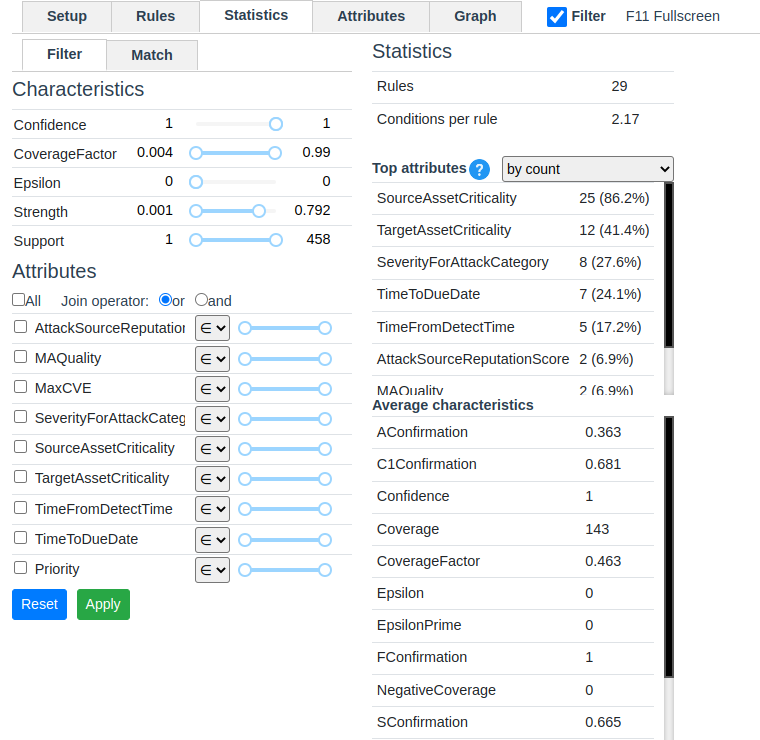 Setup Rules Statistics Attributes Graph Filter F11 Fullscreen
Filter Match
Characteristics
Confidence 1 1
CoverageFactor 0.004 0.99
Epsilon 0 0
Strength 0.001 0.792
Support 1 458
Attributes
All Join operator: or and
AttackSourceReputation ∈
MAQuality ∈
MaxCVE ∈
SeverityForAttackCateg ∈
SourceAssetCriticality ∈
TargetAssetCriticality ∈
TimeFromDetectTime ∈
TimeToDueDate ∈
Priority ∈
Reset Apply
Statistics
Rules 29
Conditions per rule 2.17
Top attributes ? by count
SourceAssetCriticality 25 (86.2%)
TargetAssetCriticality 12 (41.4%)
SeverityForAttackCategory 8 (27.6%)
TimeToDueDate 7 (24.1%)
TimeFromDetectTime 5 (17.2%)
AttackSourceReputationScore 2 (6.9%)
MAQuality 2 (6.9%)
Average characteristics
AConfirmation 0.363
C1Confirmation 0.681
Confidence 1
Coverage 143
CoverageFactor 0.463
Epsilon 0
EpsilonPrime 0
FConfirmation 1
NegativeCoverage 0
SConfirmation 0.665